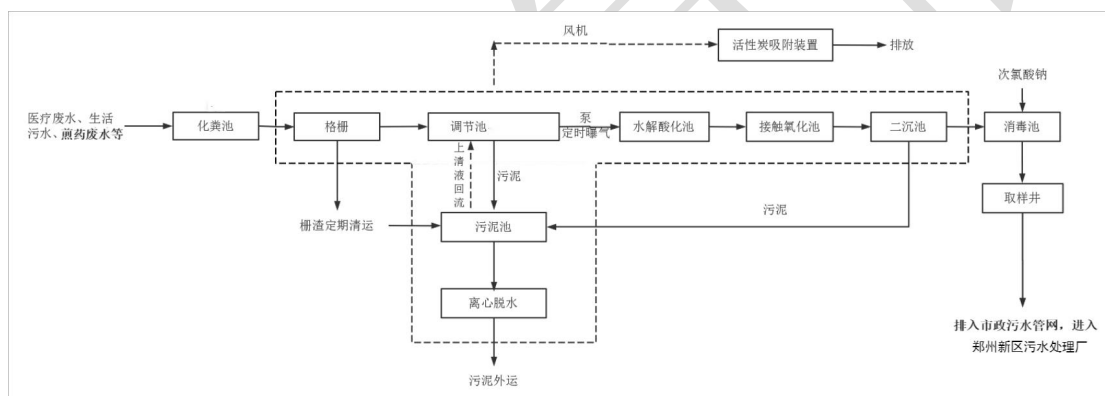 风机
活性炭吸附装置
排放
次氯酸钠
医疗废水、生活
污水、煎药废水等
化粪池
格栅
调节池
泵
定时曝气
水解酸化池
接触氧化池
二沉池
消毒池
上清液回流
污泥
取样井
栅渣定期清运
污泥池
污泥
离心脱水
排入市政污水管网，进入
郑州新区污水处理厂
污泥外运